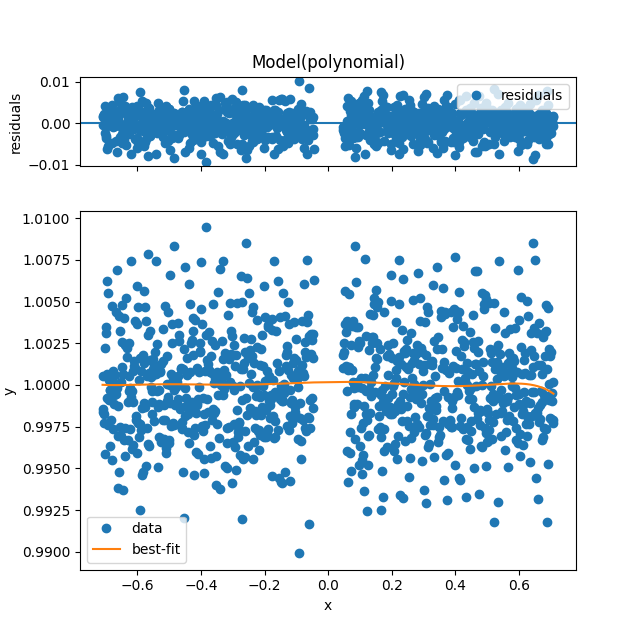 Model(polynomial)
residuals
0.01
0.00
−0.01
residuals
y
1.0100
1.0075
1.0050
1.0025
1.0000
0.9975
0.9950
0.9925
0.9900
data
best-fit
−0.6 −0.4 −0.2 0.0 0.2 0.4 0.6
x